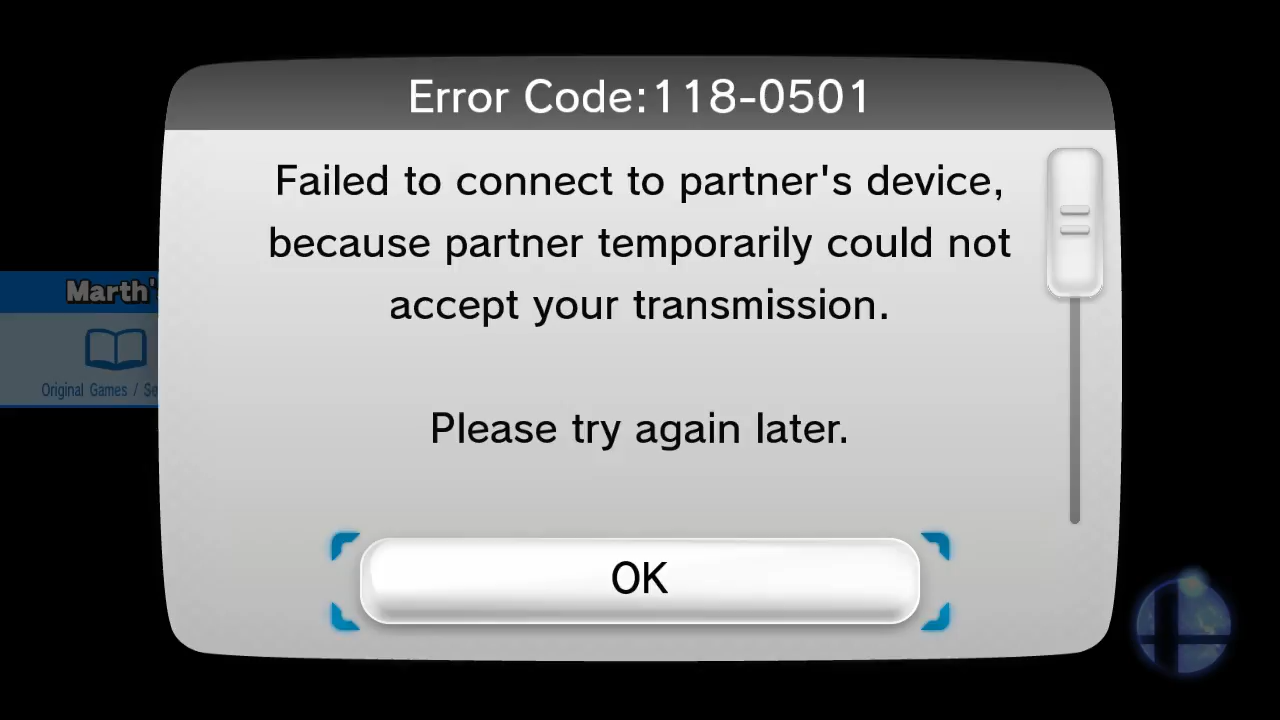 Error Code:118-0501
Failed to connect to partner's device,
because partner temporarily could not
accept your transmission.
Please try again later.
Marth'
Original Games / Se
OK